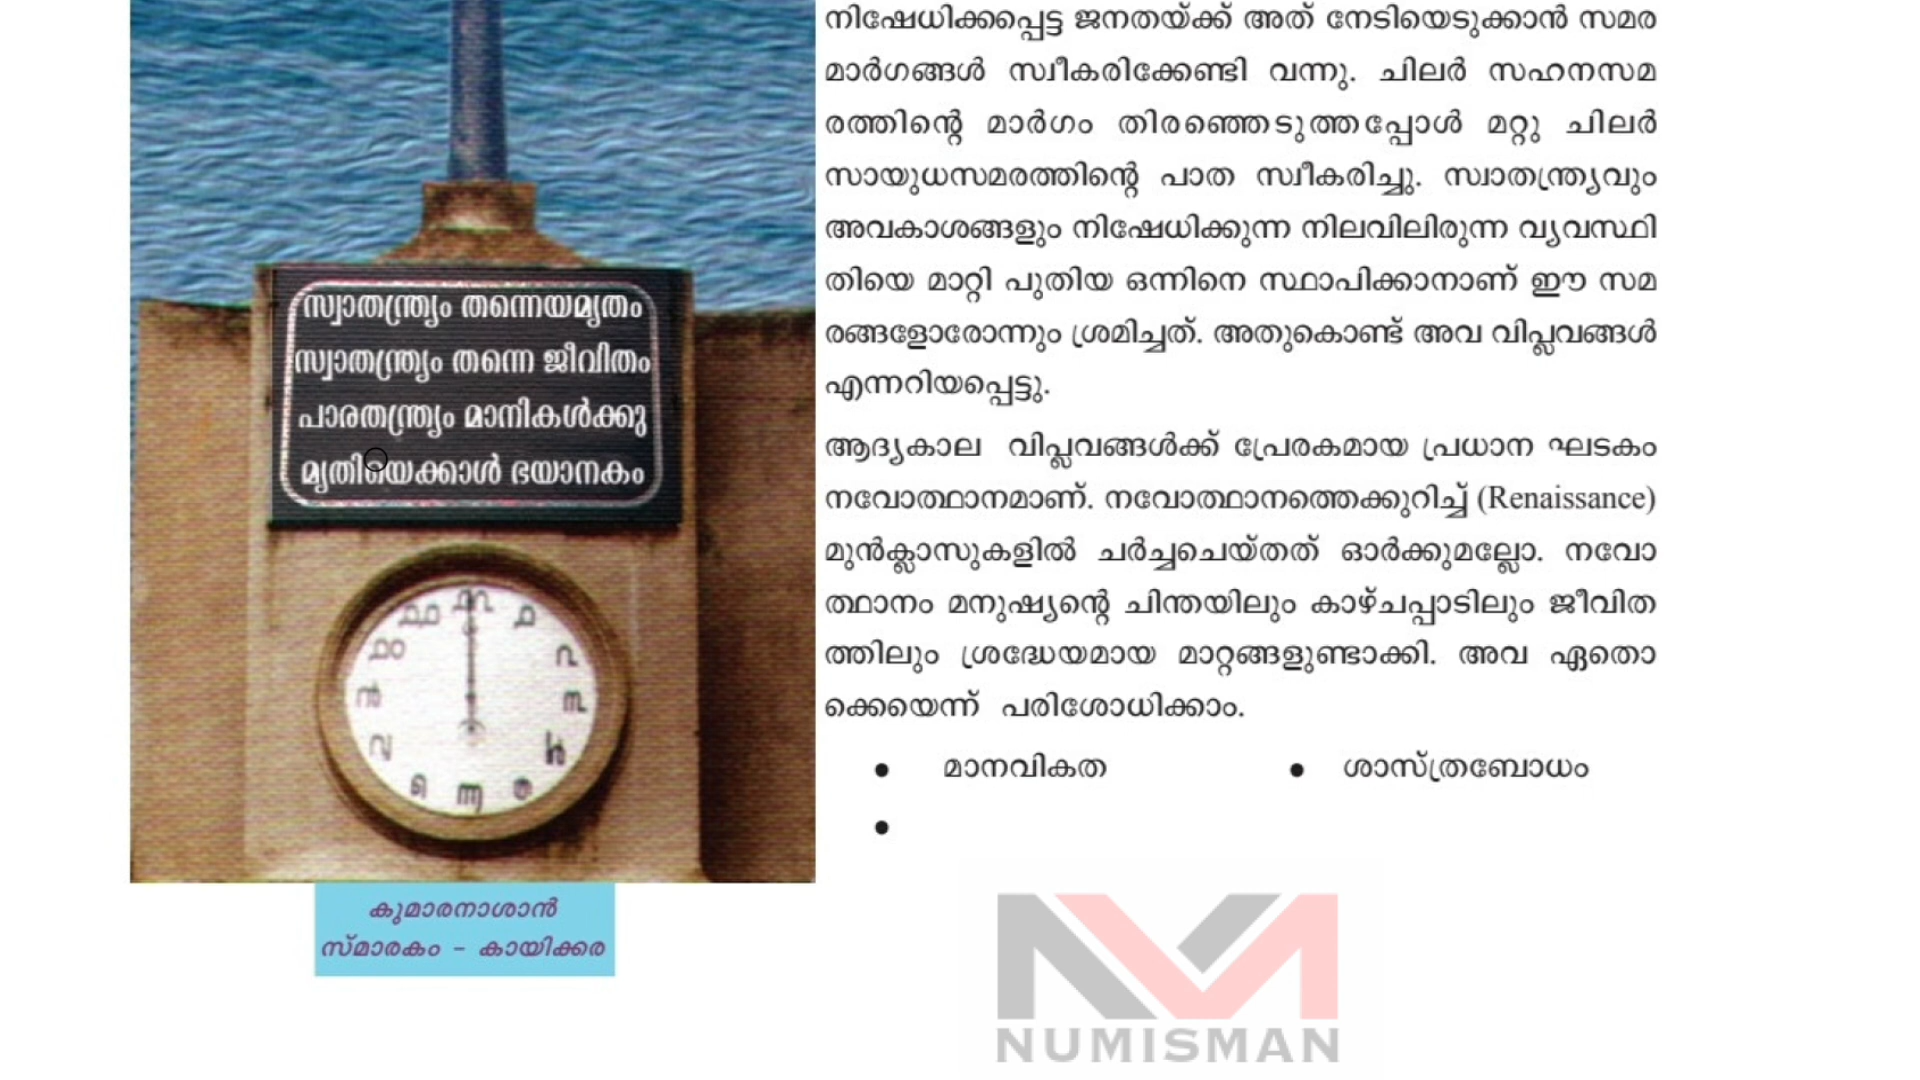 സ്വാതന്ത്ര്യം തന്നെയമൃതം
സ്വാതന്ത്ര്യം തന്നെ ജീവിതം
പാരതന്ത്ര്യം മാനികൾക്കു
മൃതിയെക്കാൾ ഭയാനകം
കുമാരനാശാൻ
സ്മാരകം - കായിക്കര
നിഷേധിക്കപ്പെട്ട ജനതയ്ക്ക് അത് നേടിയെടുക്കാൻ സമര
മാർഗങ്ങൾ സ്വീകരിക്കേണ്ടി വന്നു. ചിലർ സഹനസമ
രത്തിന്റെ മാർഗം തിരഞ്ഞെടുത്തപ്പോൾ മറ്റു ചിലർ
സായുധസമരത്തിന്റെ പാത സ്വീകരിച്ചു. സ്വാതന്ത്ര്യവും
അവകാശങ്ങളും നിഷേധിക്കുന്ന നിലവിലിരുന്ന വ്യവസ്ഥി
തിയെ മാറ്റി പുതിയ ഒന്നിനെ സ്ഥാപിക്കാനാണ് ഈ സമ
രങ്ങളോരോന്നും ശ്രമിച്ചത്. അതുകൊണ്ട് അവ വിപ്ലവങ്ങൾ
എന്നറിയപ്പെട്ടു.
ആദ്യകാല വിപ്ലവങ്ങൾക്ക് പ്രേരകമായ പ്രധാന ഘടകം
നവോത്ഥാനമാണ്. നവോത്ഥാനത്തെക്കുറിച്ച് (Renaissance)
മുൻക്ലാസുകളിൽ ചർച്ചചെയ്തത് ഓർക്കുമല്ലോ. നവോ
ത്ഥാനം മനുഷ്യന്റെ ചിന്തയിലും കാഴ്ചപ്പാടിലും ജീവിത
ത്തിലും ശ്രദ്ധേയമായ മാറ്റങ്ങളുണ്ടാക്കി. അവ ഏതൊ
ക്കെയെന്ന് പരിശോധിക്കാം.
• മാനവികത • ശാസ്ത്രബോധം
•
NUMISMAN